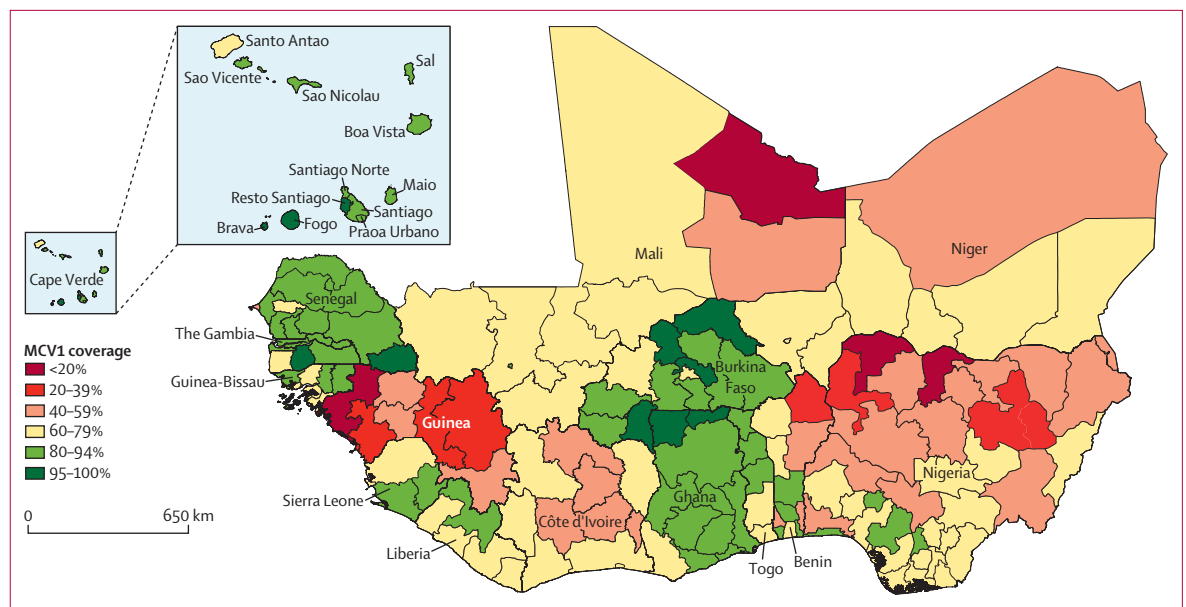 Santo Antao
Sao Vicente
Sal
Sao Nicolau
Boa Vista
Santiago Norte
Maio
Resto Santiago
Santiago
Brava
Fogo
Praoa Urbano
Cape Verde
Mali
Niger
Senegal
The Gambia
MCV1 coverage
<20%
20–39%
40–59%
60–79%
80–94%
95–100%
Guinea-Bissau
Burkina
Faso
Guinea
Nigeria
Sierra Leone
Ghana
0
650 km
Côte d'Ivoire
Liberia
Togo
Benin